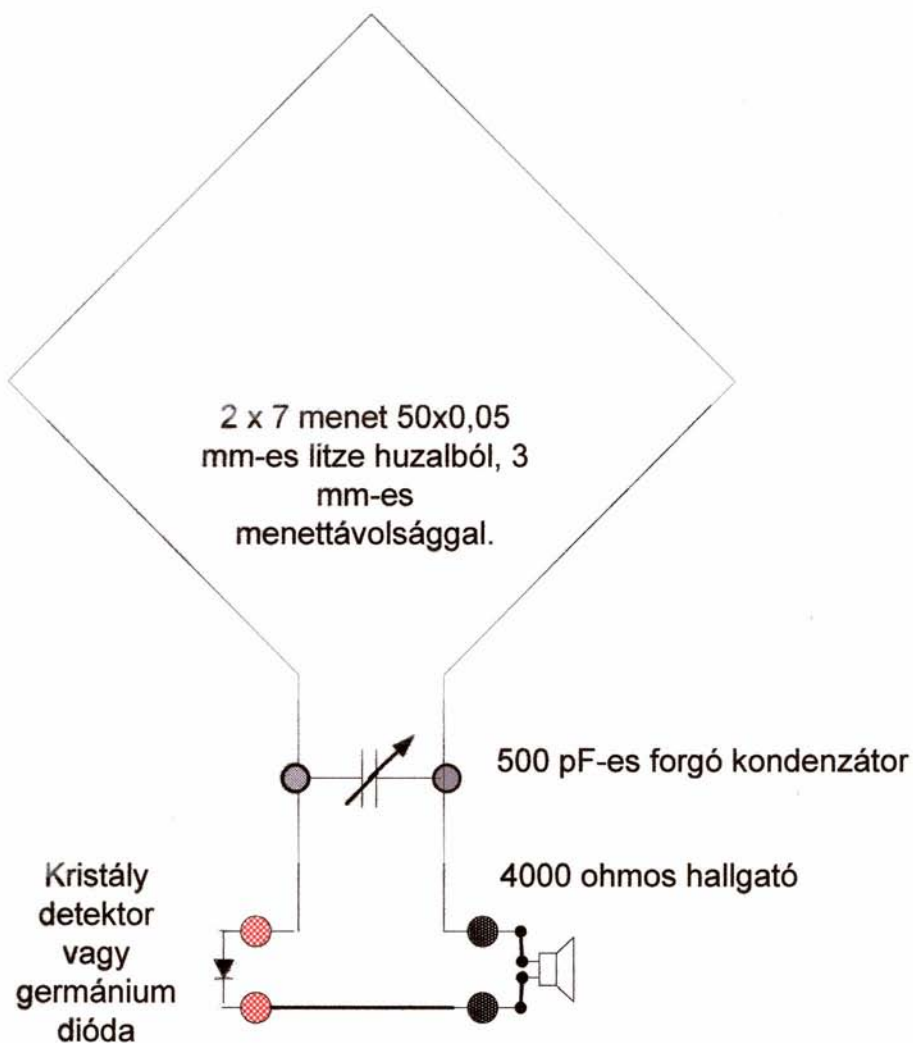 2 x 7 menet 50x0,05
mm-es litze huzalból, 3
mm-es
menettávolsággal.
500 pF-es forgó kondenzátor
4000 ohmos hallgató
Kristály
detektor
vagy
germánium
dióda